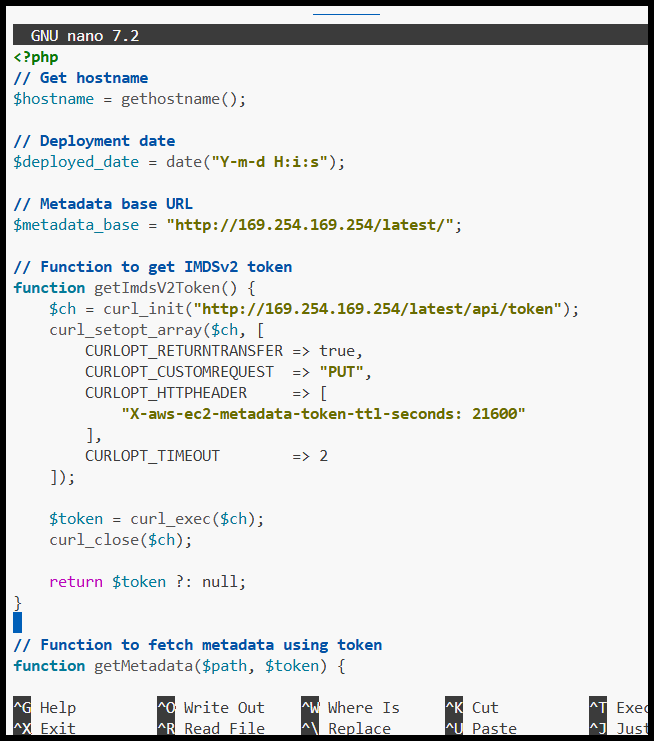 GNU nano 7.2
<?php
// Get hostname
$hostname = gethostname();
// Deployment date
$deployed_date = date("Y-m-d H:i:s");
// Metadata base URL
$metadata_base = "http://169.254.169.254/latest/";
// Function to get IMDSv2 token
function getImdsV2Token() {
    $ch = curl_init("http://169.254.169.254/latest/api/token");
    curl_setopt_array($ch, [
        CURLOPT_RETURNTRANSFER => true,
        CURLOPT_CUSTOMREQUEST  => "PUT",
        CURLOPT_HTTPHEADER     => [
            "X-aws-ec2-metadata-token-ttl-seconds: 21600"
        ],
        CURLOPT_TIMEOUT        => 2
    ]);
    $token = curl_exec($ch);
    curl_close($ch);
    return $token ?: null;
}
// Function to fetch metadata using token
function getMetadata($path, $token) {
^G Help ^O Write Out ^W Where Is ^K Cut ^T Exec
^X Exit ^R Read File ^\ Replace ^U Paste ^J Just